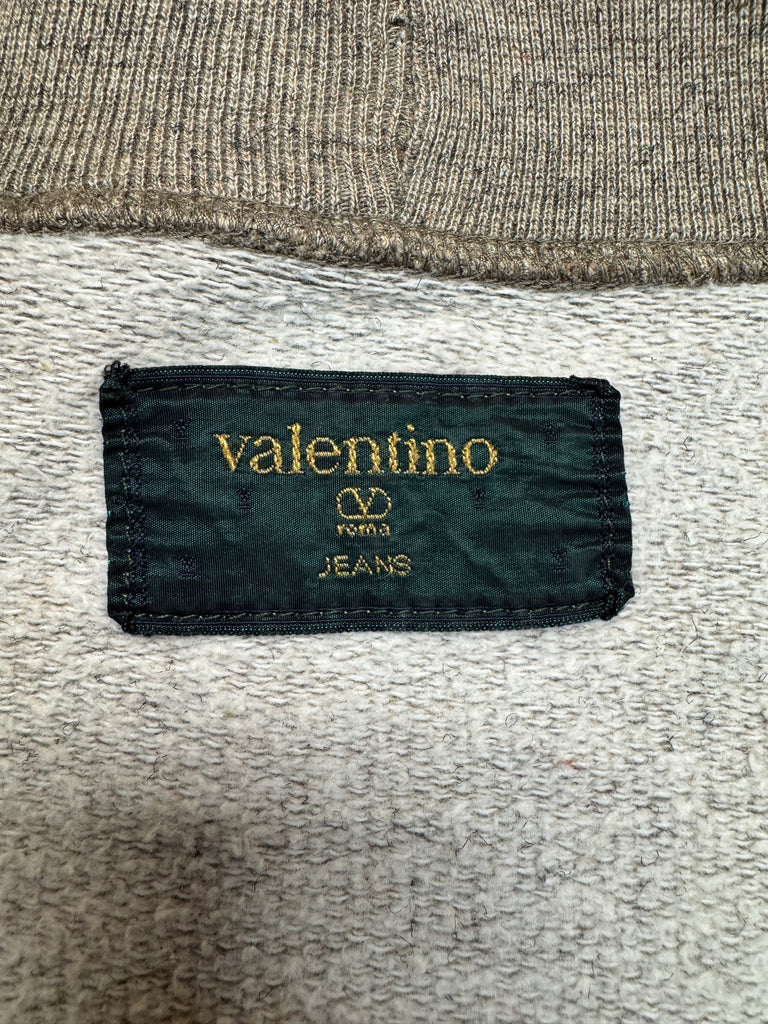 valentino
V
roma
JEANS